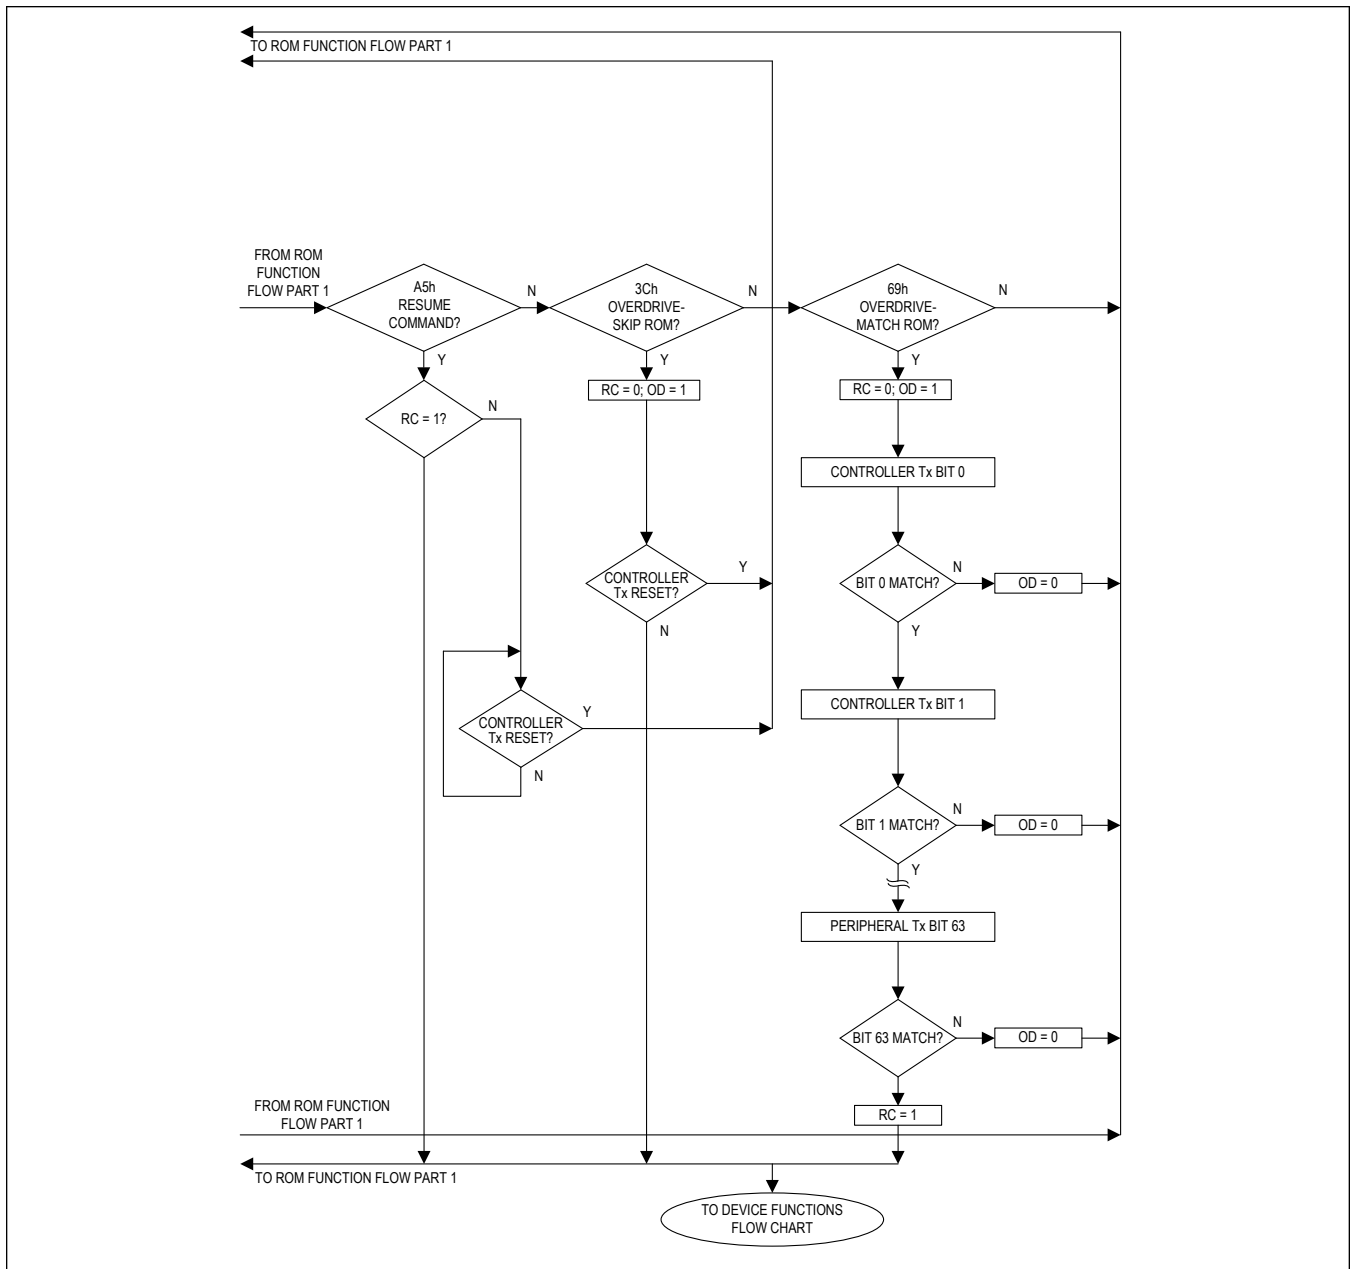 TO ROM FUNCTION FLOW PART 1
FROM ROM
FUNCTION
FLOW PART 1
A5h
RESUME
COMMAND?
N
3Ch
OVERDRIVE-
SKIP ROM?
N
69h
OVERDRIVE-
MATCH ROM?
N
Y
Y
Y
RC = 1?
N
RC = 0; OD = 1
RC = 0; OD = 1
CONTROLLER Tx BIT 0
CONTROLLER
Tx RESET?
Y
N
BIT 0 MATCH?
N
OD = 0
Y
CONTROLLER
Tx RESET?
Y
N
CONTROLLER Tx BIT 1
BIT 1 MATCH?
N
OD = 0
Y
PERIPHERAL Tx BIT 63
BIT 63 MATCH?
N
OD = 0
RC = 1
FROM ROM FUNCTION
FLOW PART 1
TO ROM FUNCTION FLOW PART 1
TO DEVICE FUNCTIONS
FLOW CHART